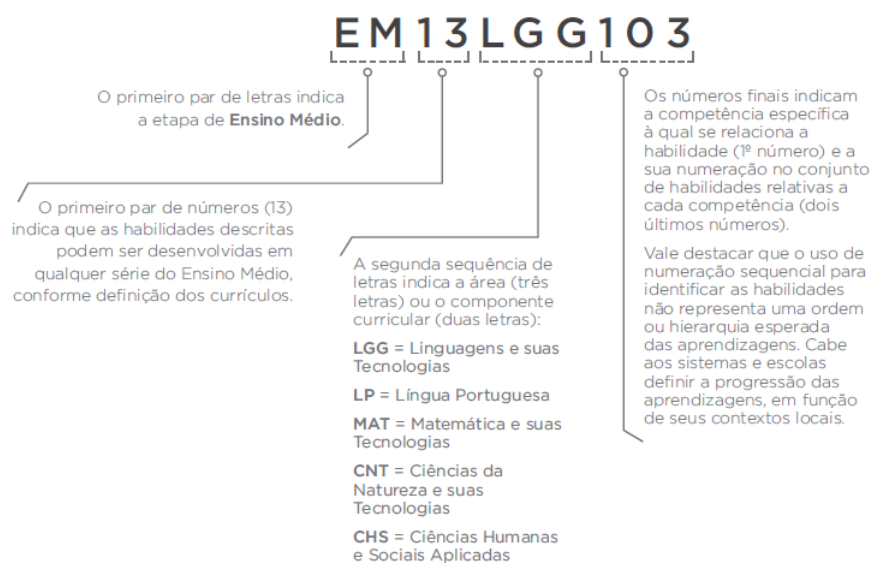 EM13LGG103
O primeiro par de letras indica
a etapa de Ensino Médio.
O primeiro par de números (13)
indica que as habilidades descritas
podem ser desenvolvidas em
qualquer série do Ensino Médio,
conforme definição dos currículos.
A segunda sequência de
letras indica a área (três
letras) ou o componente
curricular (duas letras):
LGG = Linguagens e suas
Tecnologias
LP = Língua Portuguesa
MAT = Matemática e suas
Tecnologias
CNT = Ciências da
Natureza e suas
Tecnologias
CHS = Ciências Humanas
e Sociais Aplicadas
Os números finais indicam
a competência específica
à qual se relaciona a
habilidade (1º número) e a
sua numeração no conjunto
de habilidades relativas a
cada competência (dois
últimos números).
Vale destacar que o uso de
numeração sequencial para
identificar as habilidades
não representa uma ordem
ou hierarquia esperada
das aprendizagens. Cabe
aos sistemas e escolas
definir a progressão das
aprendizagens, em função
de seus contextos locais.